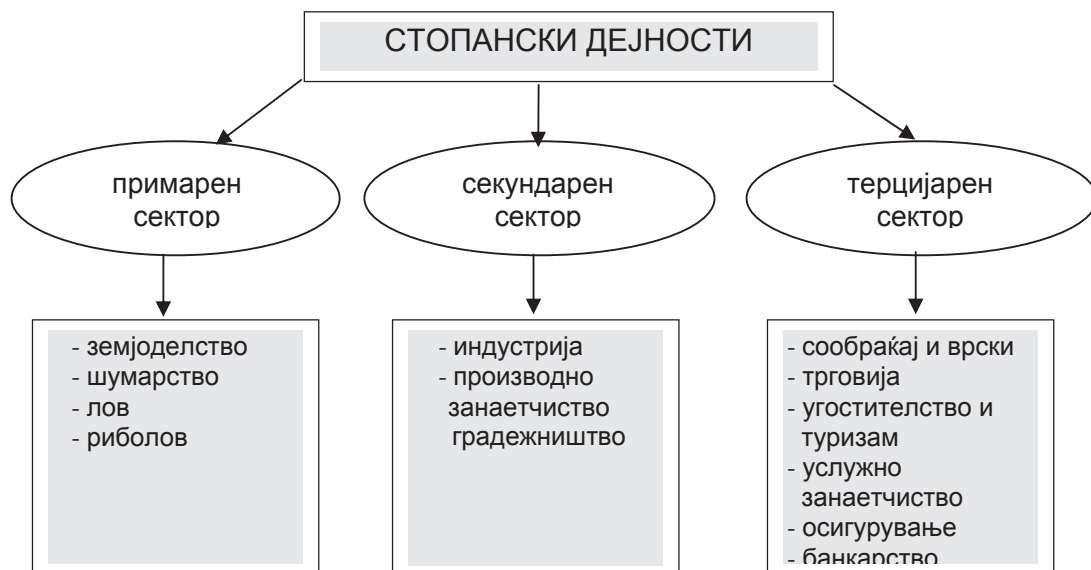 СТОПАНСКИ ДЕЈНОСТИ
примарен
сектор
секундарен
сектор
терцијарен
сектор
- земјоделство
- шумарство
- лов
- риболов
- индустрија
- производно
занаетчиство
градежништво
- сообраќај и врски
- трговија
- угостителство и
туризам
- услужно
занаетчиство
- осигурување
- банкарство